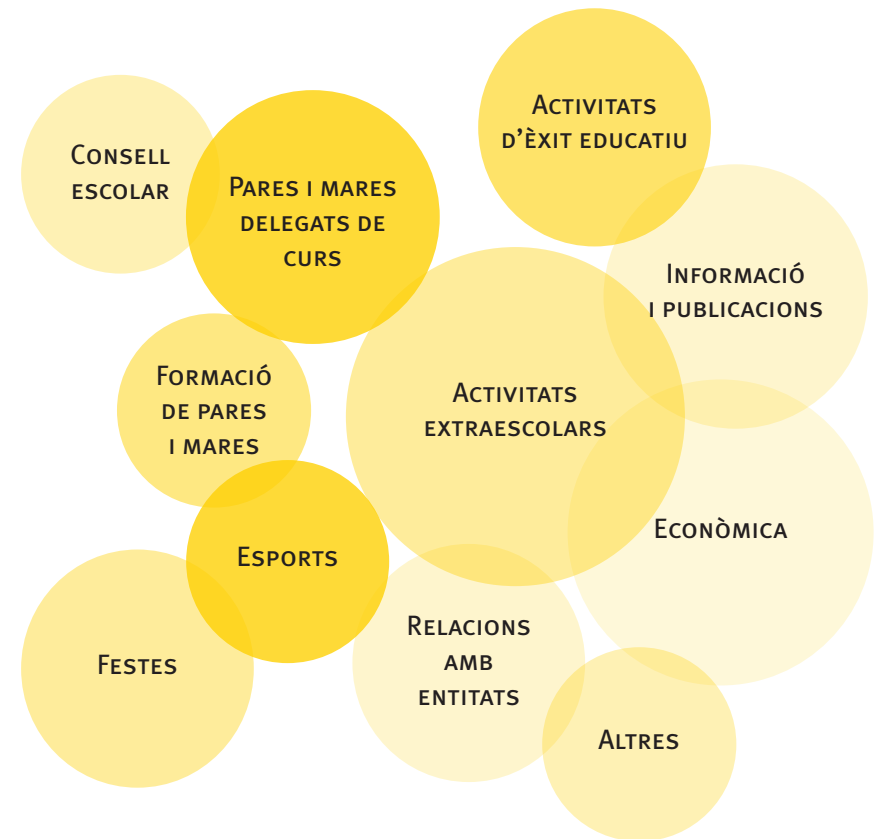 Consell
escolar
Pares i mares
delegats de
curs
Activitats
d'èxit educatiu
Informació
i publicacions
Formació
de pares
i mares
Activitats
extraescolars
Econòmica
Esports
Festes
Relacions
amb
entitats
Altres